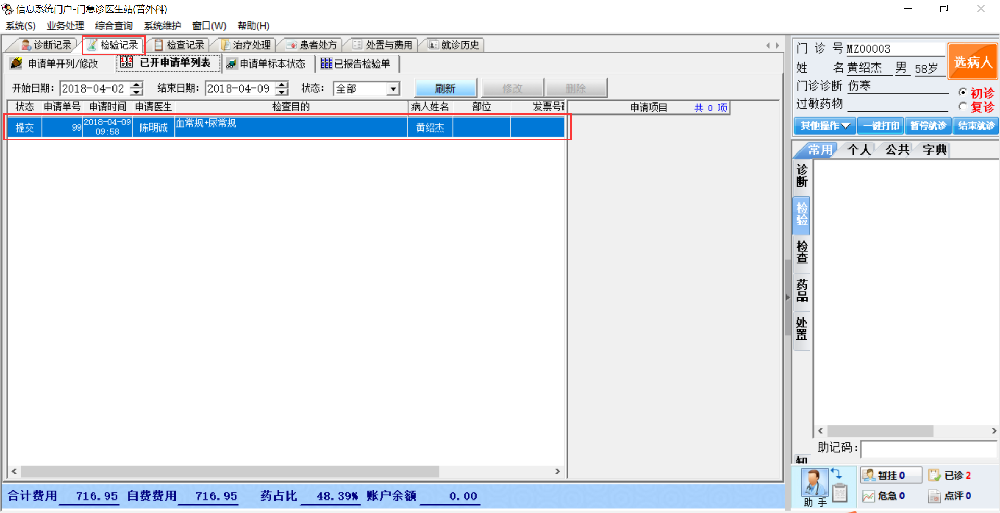 信息系统门户-门急诊医生站(普外科)
系统(S) 业务处理 综合查询 系统维护 窗口(W) 帮助(H)
诊断记录 检验记录 检查记录 治疗处理 患者处方 处置与费用 就诊历史
申请单开列/修改 已开申请单列表 申请单标本状态 已报告检验单
开始日期: 2018-04-02 结束日期: 2018-04-09 状态: 全部 刷新 修改 删除
状态 申请单号 申请时间 申请医生 检查目的 病人姓名 部位 发票号 申请项目 共 0 项
提交 99 2018-04-09 09:58 陈明诚 血常规+尿常规 黄绍杰
门 诊 号 MZ00003
选病人
姓 名 黄绍杰 男 58岁
门诊诊断 伤寒
初诊
过敏药物
复诊
其他操作 一键打印 暂停就诊 结束就诊
常用 个人 公共 字典
诊断
检验
检查
药品
处置
助记码:
合计费用 716.95 自费费用 716.95 药占比 48.39% 账户余额 0.00
助 手
暂挂 0 已诊 2
危急 0 点评 0